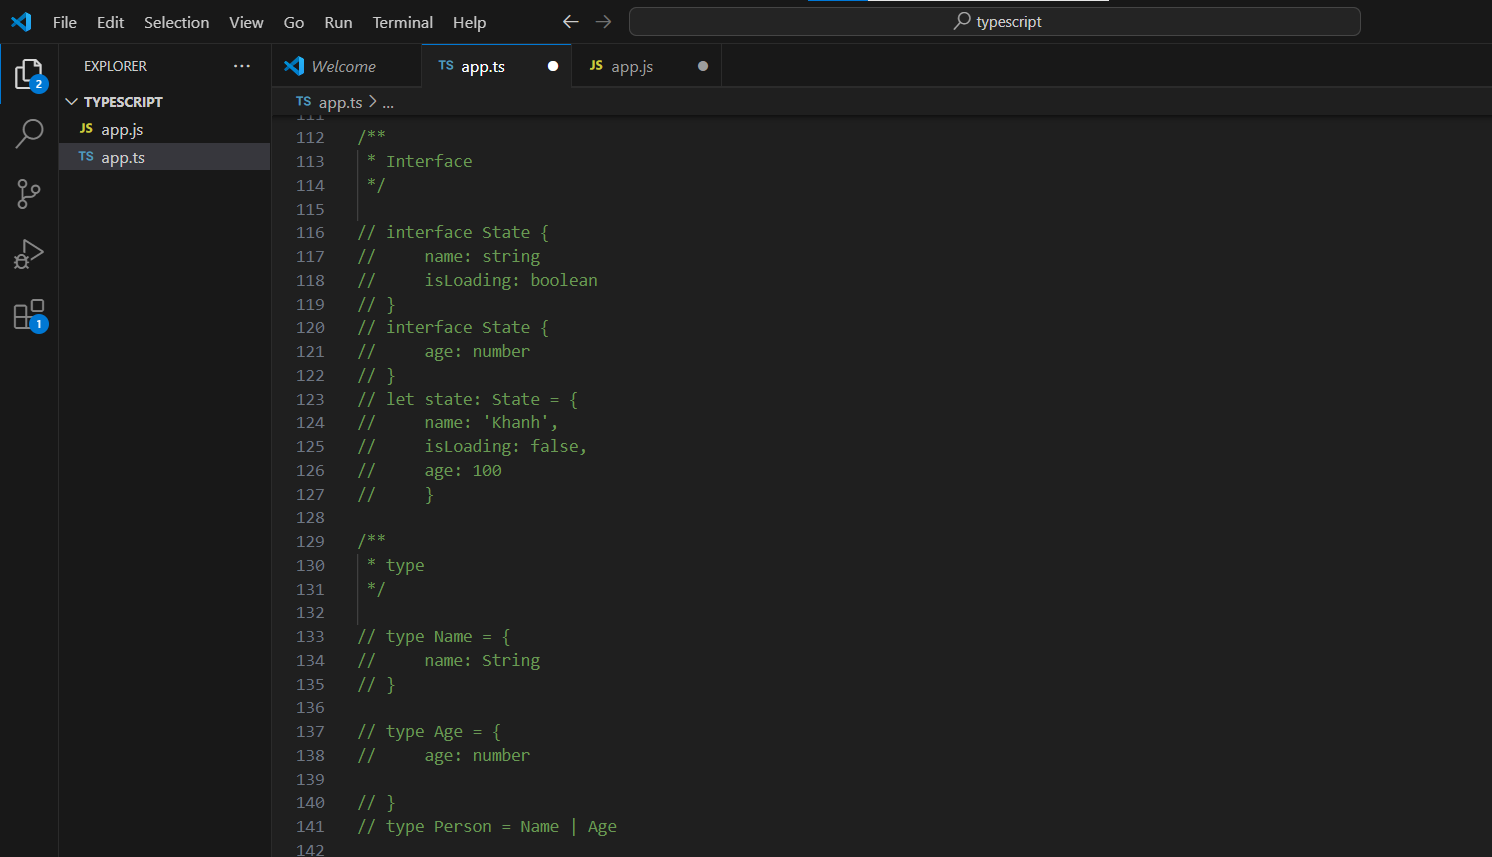 File Edit Selection View Go Run Terminal Help
typescript
EXPLORER
Welcome
TS app.ts
JS app.js
2
TYPESCRIPT
JS app.js
TS app.ts
1
TS app.ts > ...
111
112 /**
113 * Interface
114 */
115
116 // interface State {
117 // name: string
118 // isLoading: boolean
119 // }
120 // interface State {
121 // age: number
122 // }
123 // let state: State = {
124 // name: 'Khanh',
125 // isLoading: false,
126 // age: 100
127 // }
128
129 /**
130 * type
131 */
132
133 // type Name = {
134 // name: String
135 // }
136
137 // type Age = {
138 // age: number
139
140 // }
141 // type Person = Name | Age
142